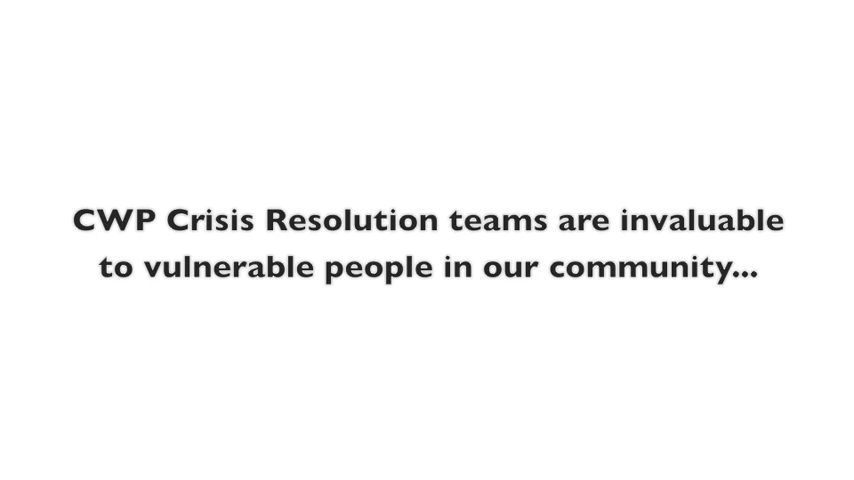 CWP Crisis Resolution teams are invaluable
to vulnerable people in our community...